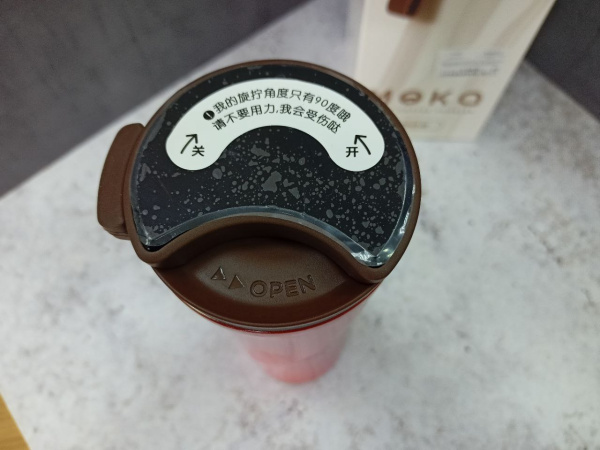 ❶我的旋拧角度只有90度哦
请不要用力,我会受伤哒
关
开
OPEN
MOKO